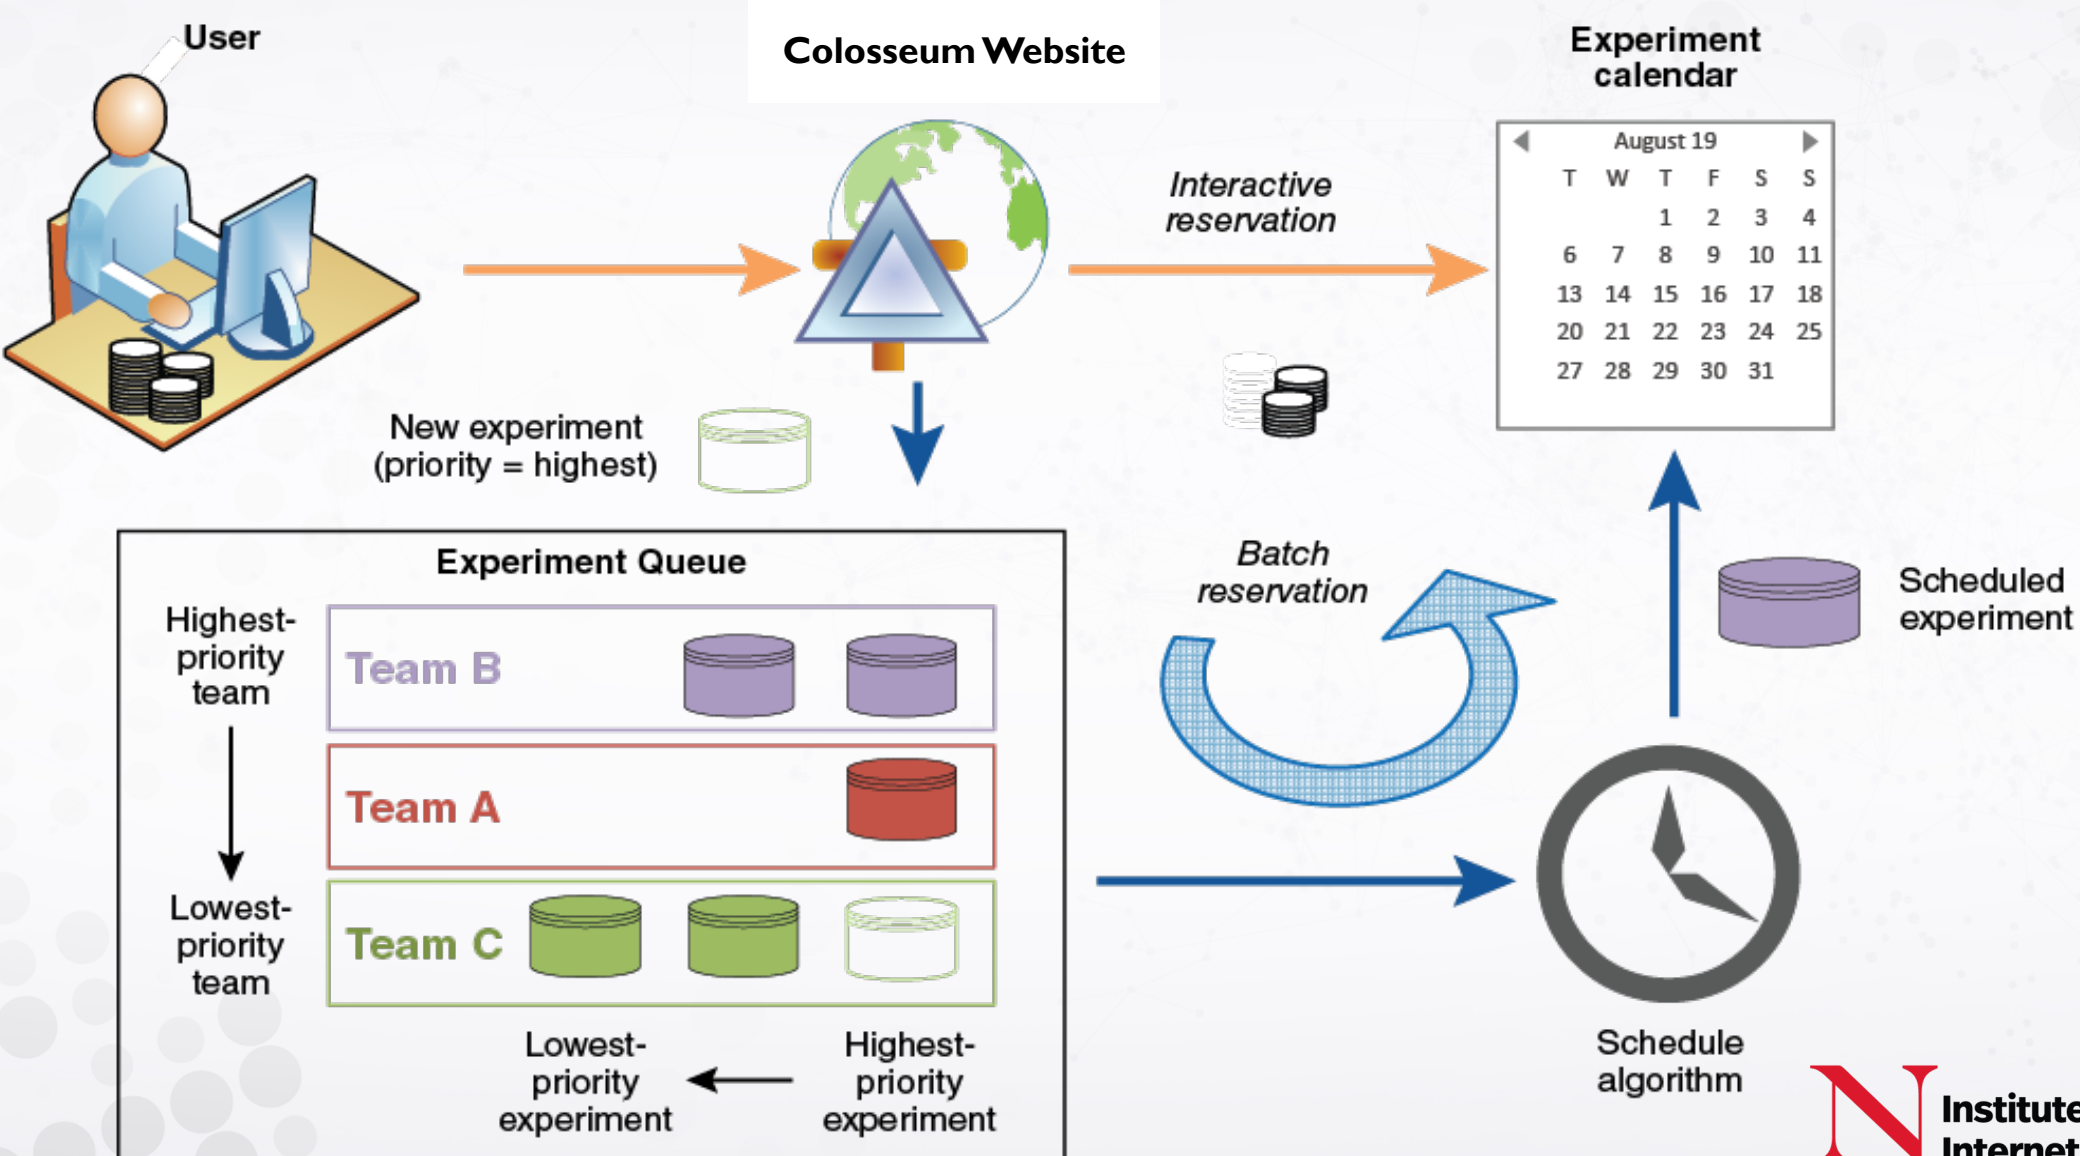 User
Colosseum Website
Experiment
calendar
August 19
T W T F S S
1 2 3 4
6 7 8 9 10 11
13 14 15 16 17 18
20 21 22 23 24 25
27 28 29 30 31
Interactive
reservation
New experiment
(priority = highest)
Experiment Queue
Highest-
priority
team
Team B
Team A
Lowest-
priority
team
Team C
Lowest-
priority
experiment
Highest-
priority
experiment
Batch
reservation
Scheduled
experiment
Schedule
algorithm
N
Institute
Internet